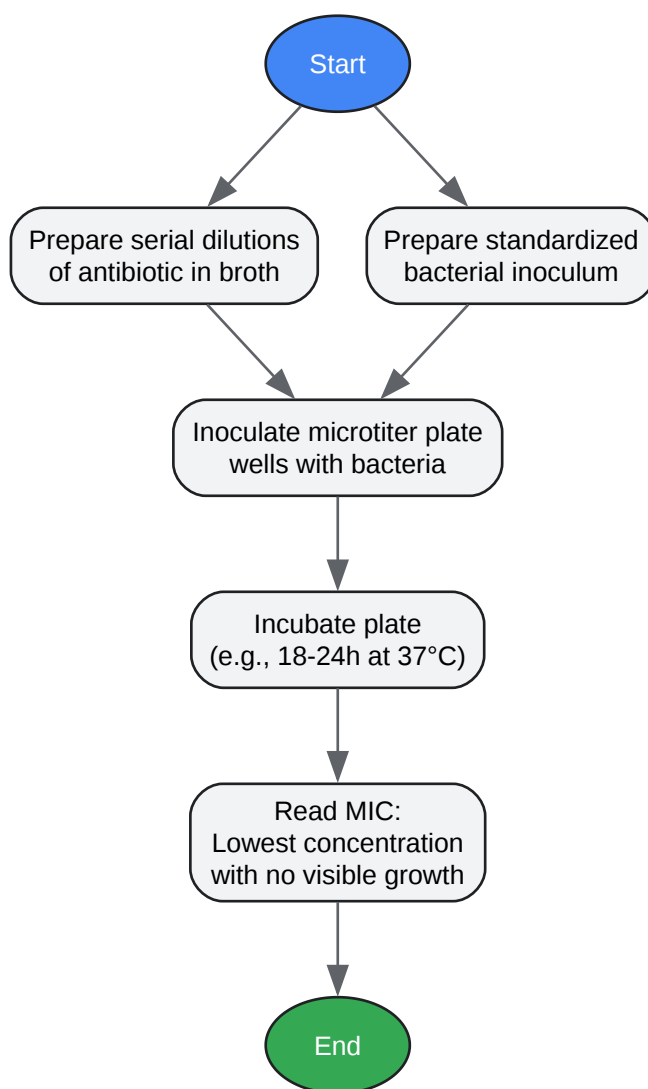 Start
Prepare serial dilutions
of antibiotic in broth
Prepare standardized
bacterial inoculum
Inoculate microtiter plate
wells with bacteria
Incubate plate
(e.g., 18-24h at 37°C)
Read MIC:
Lowest concentration
with no visible growth
End